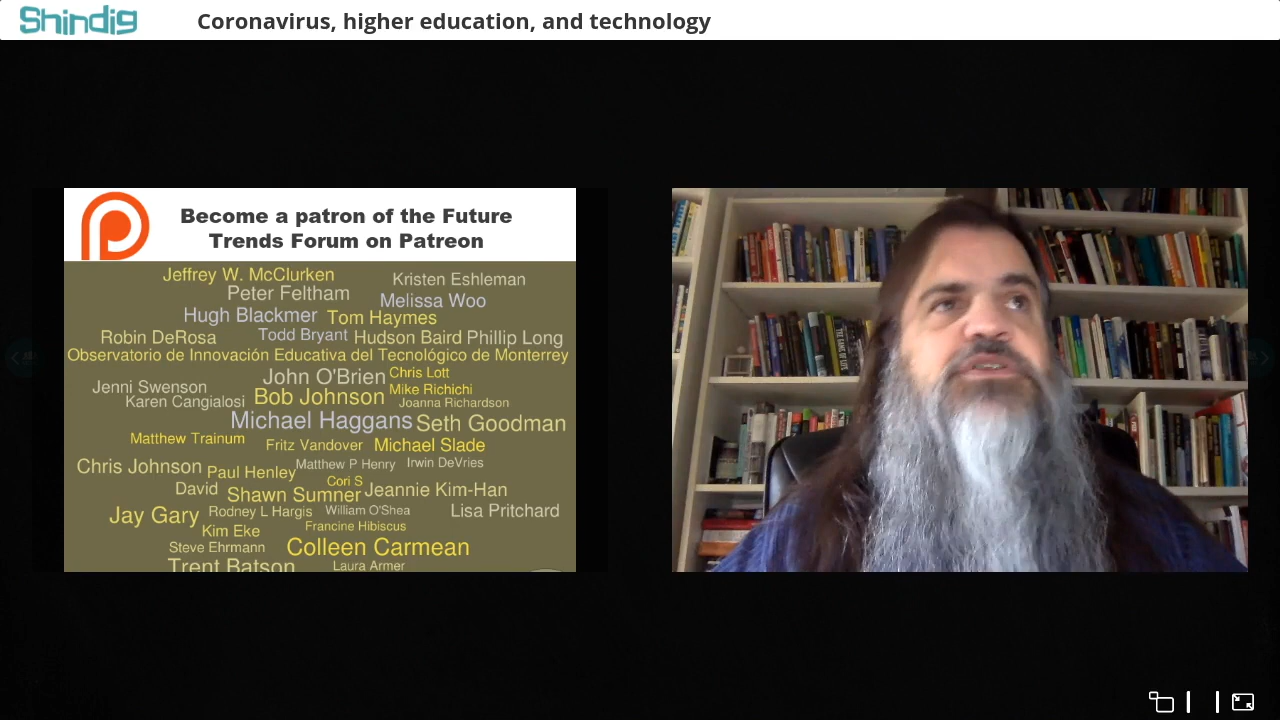 Shindig
Coronavirus, higher education, and technology
Become a patron of the Future
Trends Forum on Patreon
Jeffrey W. McClurken
Kristen Eshleman
Peter Feltham
Melissa Woo
Hugh Blackmer
Tom Haymes
Robin DeRosa
Todd Bryant
Hudson Baird
Phillip Long
Observatorio de Innovación Educativa del Tecnológico de Monterrey
John O'Brien
Chris Lott
Jenni Swenson
Mike Richichi
Karen Cangialosi
Bob Johnson
Joanna Richardson
Michael Haggans
Seth Goodman
Matthew Trainum
Fritz Vandover
Michael Slade
Chris Johnson
Paul Henley
Matthew P Henry
Irwin DeVries
Cori S
David
Shawn Sumner
Jeannie Kim-Han
Jay Gary
Rodney L Hargis
William O'Shea
Lisa Pritchard
Kim Eke
Francine Hibiscus
Steve Ehrmann
Colleen Carmean
Trent Batson
Laura Armer